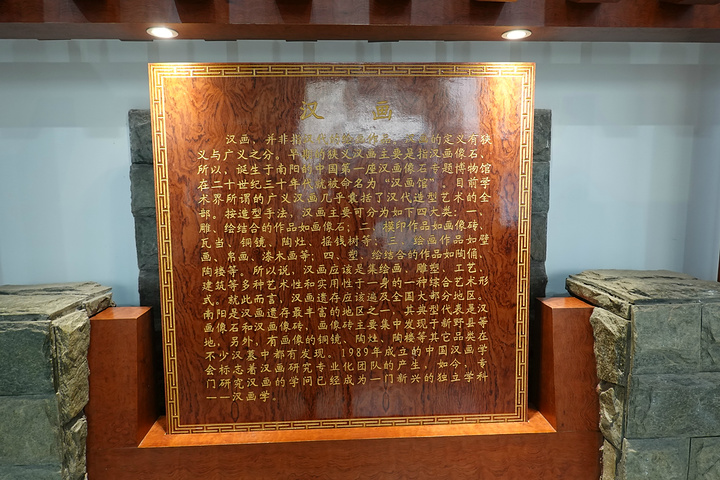 汉 画
汉画，并非指汉代绘画作品，汉画的定义有狭
义与广义之分。早期的狭义汉画主要是指汉画像石，
所以，诞生于南阳的中国第一座汉画像石专题博物馆
在二十世纪三十年代就被命名为“汉画馆”。目前学
术界所谓的广义汉画几乎囊括了汉代造型艺术的全
部。按造型手法，汉画主要可分为如下四大类：一、
雕、绘结合的作品如画像石；二、模印作品如画像砖、
瓦当、铜镜、陶灶、摇钱树等；三、绘画作品如壁
画、帛画、漆木画等；四、塑、绘结合的作品如陶俑、
陶楼等。所以说，汉画应该是集绘画、雕塑、工艺、
建筑等多种艺术性和实用性于一身的一种综合艺术形
式。就此而言，汉画遗存应该遍及全国大部分地区。
南阳是汉画遗存最丰富的地区之一，其典型代表是汉
画像石和汉画像砖，画像砖主要集中发现于新野县等
地，另外，有画像的铜镜、陶灶、陶楼等其它品类在
不少汉墓中都有发现。1989年成立的中国汉画学
会标志着汉画研究专业化团队的产生，如今，专
门研究汉画的学问已经成为一门新兴的独立学科
——汉画学。